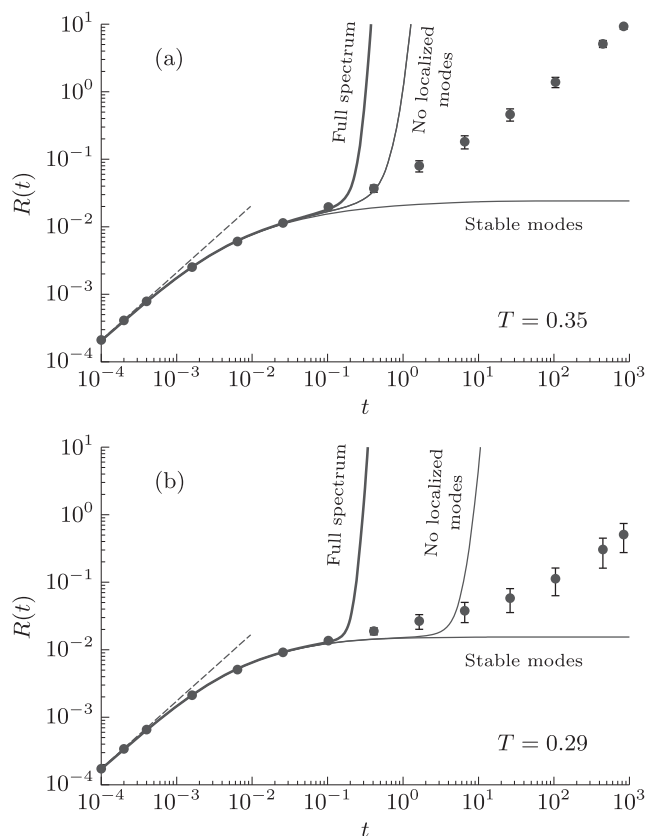 (a)
Full spectrum
No localized
modes
Stable modes
T = 0.35
R(t)
10^1
10^0
10^−1
10^−2
10^−3
10^−4
10^−4
10^−3
10^−2
10^−1
10^0
10^1
10^2
10^3
t
(b)
Full spectrum
No localized
modes
Stable modes
T = 0.29
R(t)
10^1
10^0
10^−1
10^−2
10^−3
10^−4
10^−4
10^−3
10^−2
10^−1
10^0
10^1
10^2
10^3
t